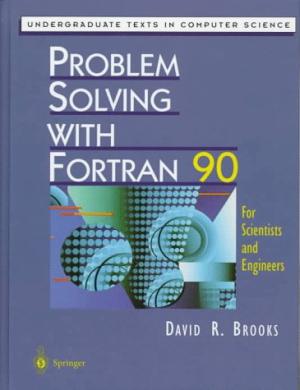 UNDERGRADUATE TEXTS IN COMPUTER SCIENCE
PROBLEM
SOLVING
WITH
FORTRAN 90
For
Scientists
and
Engineers
DAVID R. BROOKS
Springer